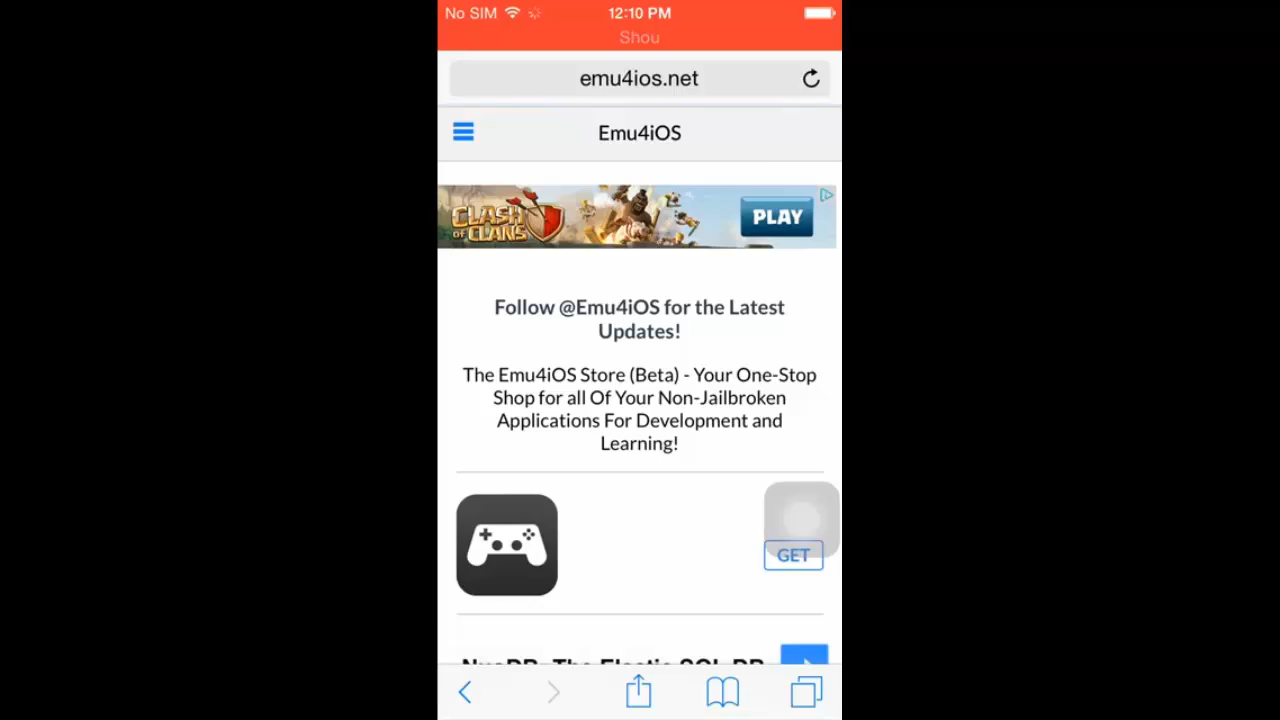 No SIM 12:10 PM
Shou
emu4ios.net
Emu4iOS
CLASH
OF CLANS
PLAY
Follow @Emu4iOS for the Latest
Updates!
The Emu4iOS Store (Beta) - Your One-Stop
Shop for all Of Your Non-Jailbroken
Applications For Development and
Learning!
GET
NuoDB- The Elastic SQL DB